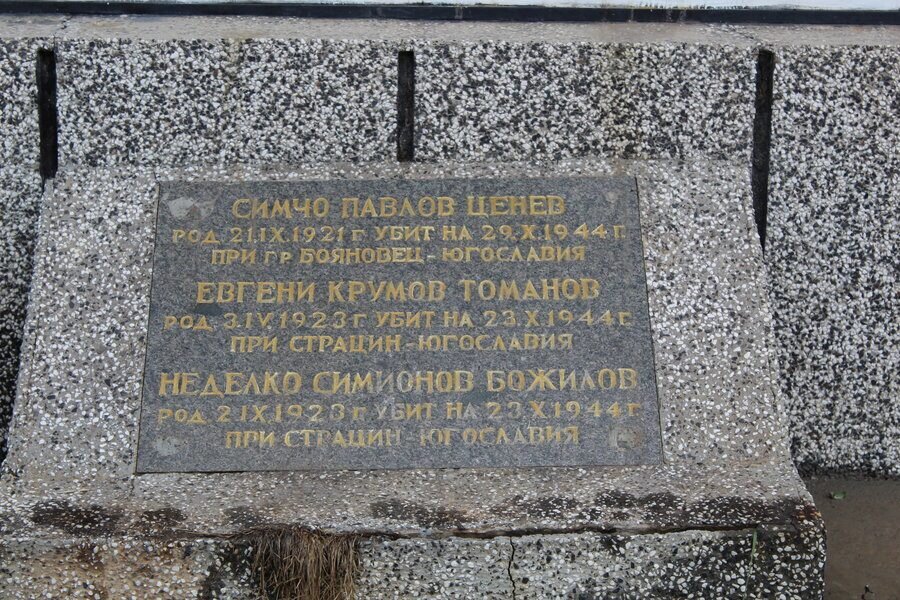 СИМЧО ПАВЛОВ ЦЕНЕВ
РОД. 21.IX.1921 Г. УБИТ НА 29.X.1944 Г.
ПРИ ГР. БОЯНОВЕЦ - ЮГОСЛАВИЯ
ЕВГЕНИ КРУМОВ ТОМАНОВ
РОД. 3.IV.1923 Г. УБИТ НА 23.X.1944 Г.
ПРИ СТРАЦИН - ЮГОСЛАВИЯ
НЕДЕЛКО СИМИОНОВ БОЖИЛОВ
РОД. 2.IX.1923 Г. УБИТ НА 23.X.1944 Г.
ПРИ СТРАЦИН - ЮГОСЛАВИЯ